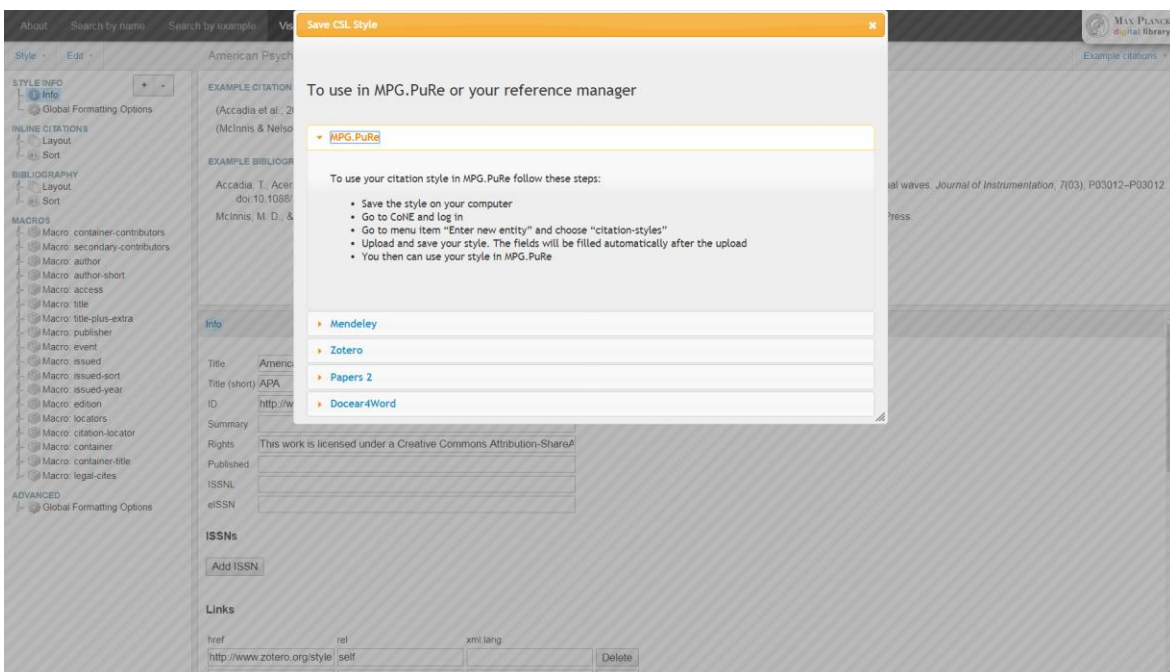 About Search by name Search by example Vis
Save CSL Style
MAX PLANCK
digital library
Style Edit
American Psych
Example citations
STYLE INFO + -
Info
Global Formatting Options
INLINE CITATIONS
Layout
Sort
BIBLIOGRAPHY
Layout
Sort
MACROS
Macro: container-contributors
Macro: secondary-contributors
Macro: author
Macro: author-short
Macro: access
Macro: title
Macro: title-plus-extra
Macro: publisher
Macro: event
Macro: issued
Macro: issued-sort
Macro: issued-year
Macro: edition
Macro: locators
Macro: citation-locator
Macro: container
Macro: container-title
Macro: legal-cites
ADVANCED
Global Formatting Options
EXAMPLE CITATION
(Accadia et al., 2
(McInnis & Nelso
EXAMPLE BIBLIOGR
Accadia, T., Acer
nal waves. Journal of Instrumentation, 7(03), P03012–P03012.
doi:10.1088/
McInnis, M. D., &
Press.
To use in MPG.PuRe or your reference manager
MPG.PuRe
To use your citation style in MPG.PuRe follow these steps:
• Save the style on your computer
• Go to CoNE and log in
• Go to menu item “Enter new entity” and choose “citation-styles”
• Upload and save your style. The fields will be filled automatically after the upload
• You then can use your style in MPG.PuRe
Mendeley
Zotero
Papers 2
Docear4Word
Info
Title America
Title (short) APA
ID http://w
Summary
Rights This work is licensed under a Creative Commons Attribution-ShareA
Published
ISSNL
eISSN
ISSNs
Add ISSN
Links
href rel xml:lang
http://www.zotero.org/style self Delete